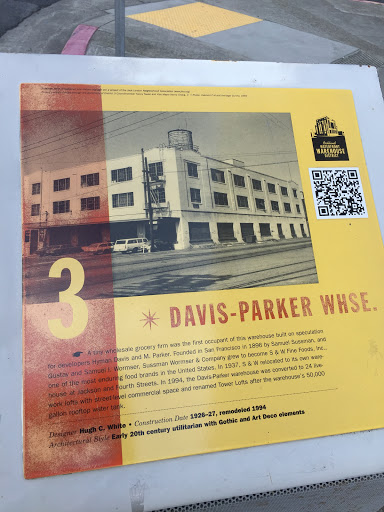 Oakland
WATERFRONT
WAREHOUSE
DISTRICT
3
DAVIS-PARKER WHSE.
A tiny wholesale grocery firm was the first occupant of this warehouse built on speculation
for developers Hyman Davis and M. Parker. Founded in San Francisco in 1896 by Samuel Sussman, and
Gustav and Samuel I. Wormser, Sussman Wormser & Company grew to become S & W Fine Foods, Inc.,
one of the most enduring food brands in the United States. In 1937, S & W relocated to its own ware-
house at Jackson and Fourth Streets. In 1994, the Davis-Parker warehouse was converted to 24 live-
work lofts with street level commercial space and renamed Tower Lofts after the warehouse's 50,000
gallon rooftop water tank.
Designer Hugh C. White • Construction Date 1926-27, remodeled 1994
Architectural Style Early 20th century utilitarian with Gothic and Art Deco elements